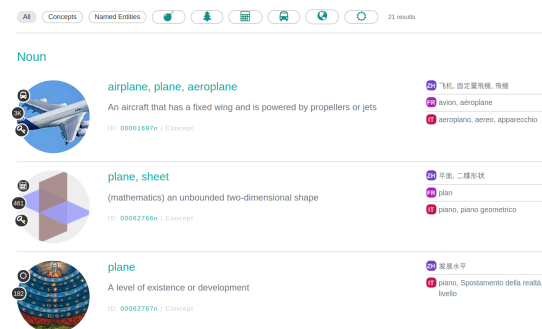 All Concepts Named Entities 21 results
Noun
airplane, plane, aeroplane
An aircraft that has a fixed wing and is powered by propellers or jets
ID: 00001697n | Concept
3K
ZH 飞机, 固定翼飛機, 飛機
FR avion, aéroplane
IT aeroplano, aereo, apparecchio
plane, sheet
(mathematics) an unbounded two-dimensional shape
ID: 00062766n | Concept
461
ZH 平面, 二维形状
FR plan
IT piano, piano geometrico
plane
A level of existence or development
ID: 00062767n | Concept
182
ZH 发展水平
IT piano, Spostamento della realtà,
livello